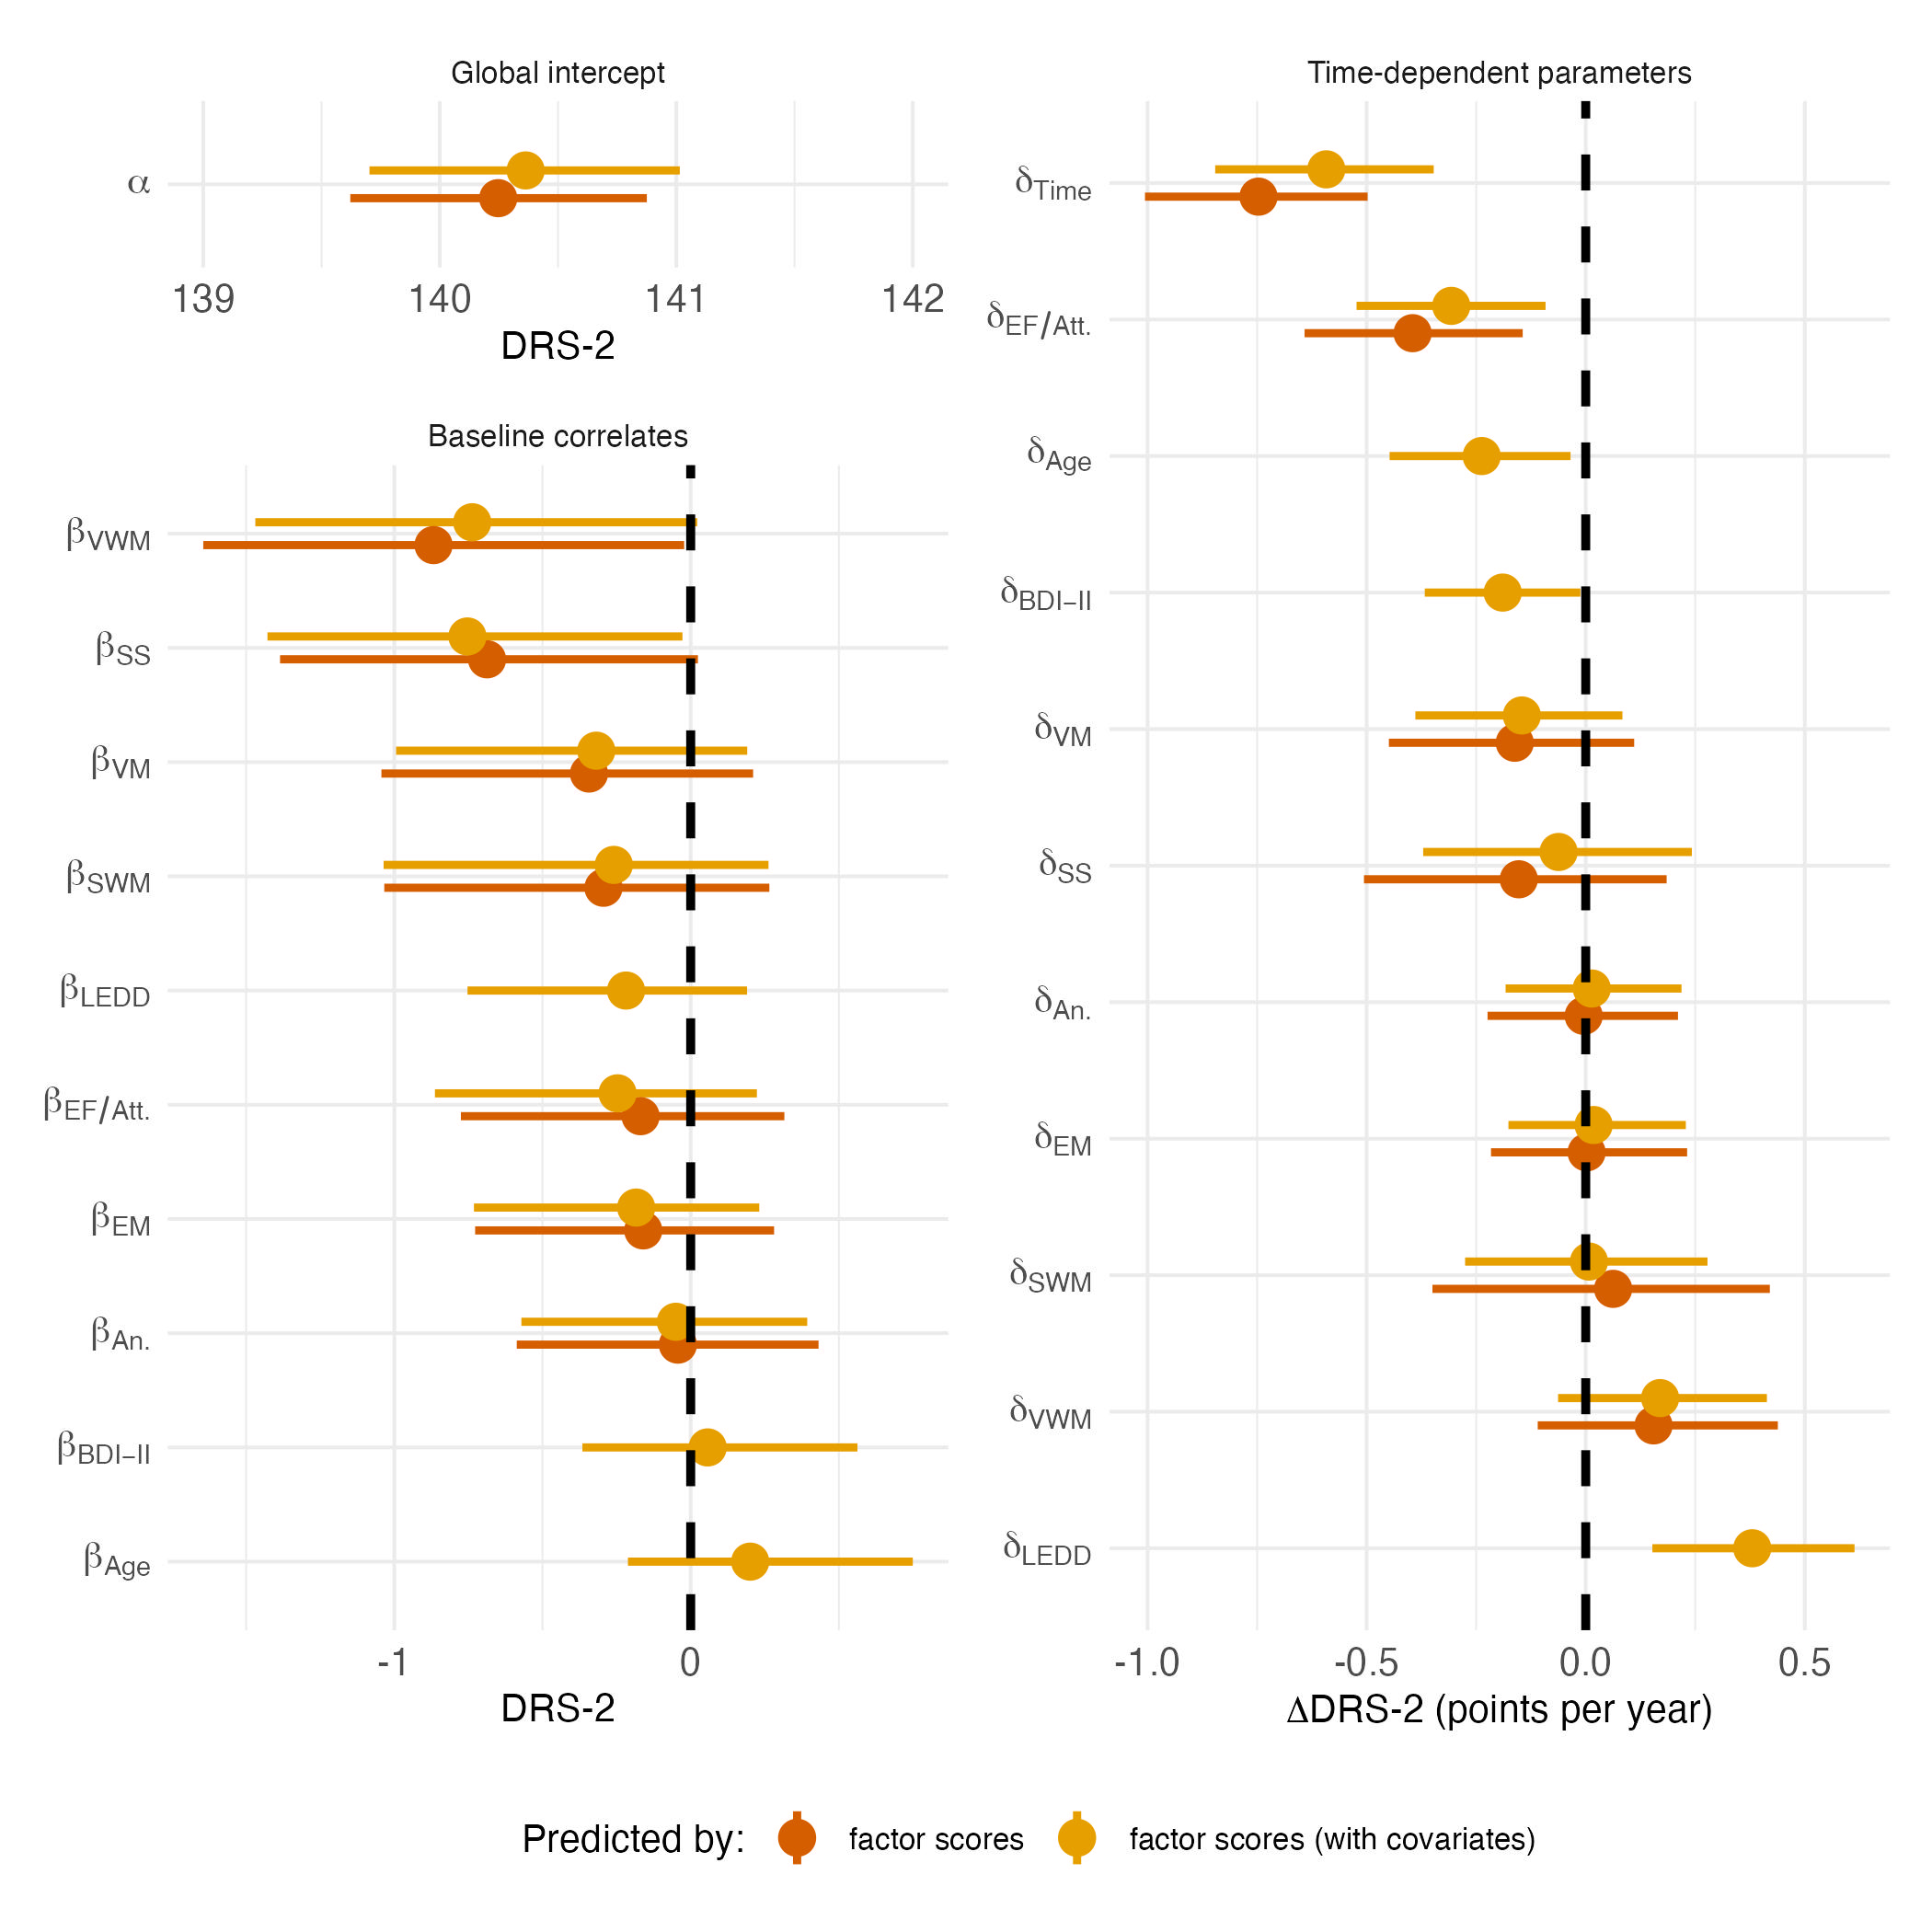 Global intercept
α
139 140 141 142
DRS-2
Baseline correlates
βVWM
βSS
βVM
βSWM
βLEDD
βEF/Att.
βEM
βAn.
βBDI−II
βAge
-1 0
DRS-2
Time-dependent parameters
δTime
δEF/Att.
δAge
δBDI−II
δVM
δSS
δAn.
δEM
δSWM
δVWM
δLEDD
-1.0 -0.5 0.0 0.5
ΔDRS-2 (points per year)
Predicted by: factor scores factor scores (with covariates)